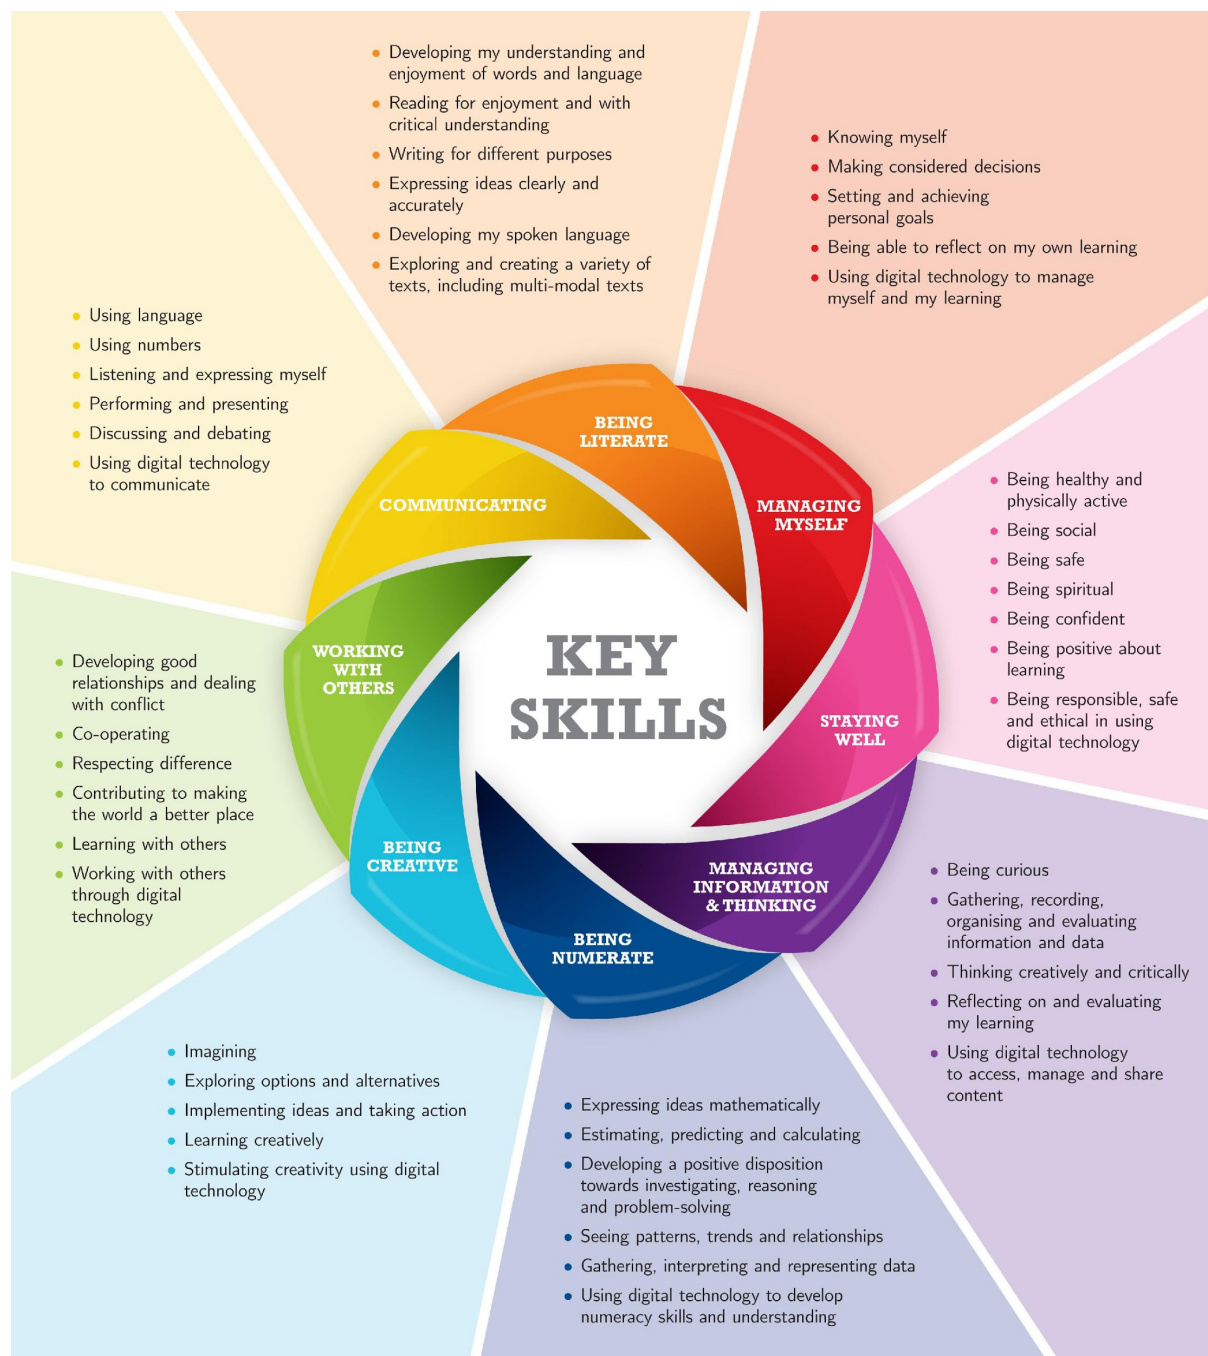 • Developing my understanding and
enjoyment of words and language
• Reading for enjoyment and with
critical understanding
• Writing for different purposes
• Expressing ideas clearly and
accurately
• Developing my spoken language
• Exploring and creating a variety of
texts, including multi-modal texts
• Knowing myself
• Making considered decisions
• Setting and achieving
personal goals
• Being able to reflect on my own learning
• Using digital technology to manage
myself and my learning
• Using language
• Using numbers
• Listening and expressing myself
• Performing and presenting
• Discussing and debating
• Using digital technology
to communicate
BEING
LITERATE
MANAGING
MYSELF
COMMUNICATING
• Being healthy and
physically active
• Being social
• Being safe
• Being spiritual
• Being confident
• Being positive about
learning
• Being responsible, safe
and ethical in using
digital technology
WORKING
WITH
OTHERS
KEY
SKILLS
STAYING
WELL
• Developing good
relationships and dealing
with conflict
• Co-operating
• Respecting difference
• Contributing to making
the world a better place
• Learning with others
• Working with others
through digital
technology
BEING
CREATIVE
BEING
NUMERATE
MANAGING
INFORMATION
& THINKING
• Being curious
• Gathering, recording,
organising and evaluating
information and data
• Thinking creatively and critically
• Reflecting on and evaluating
my learning
• Using digital technology
to access, manage and share
content
• Imagining
• Exploring options and alternatives
• Implementing ideas and taking action
• Learning creatively
• Stimulating creativity using digital
technology
• Expressing ideas mathematically
• Estimating, predicting and calculating
• Developing a positive disposition
towards investigating, reasoning
and problem-solving
• Seeing patterns, trends and relationships
• Gathering, interpreting and representing data
• Using digital technology to develop
numeracy skills and understanding